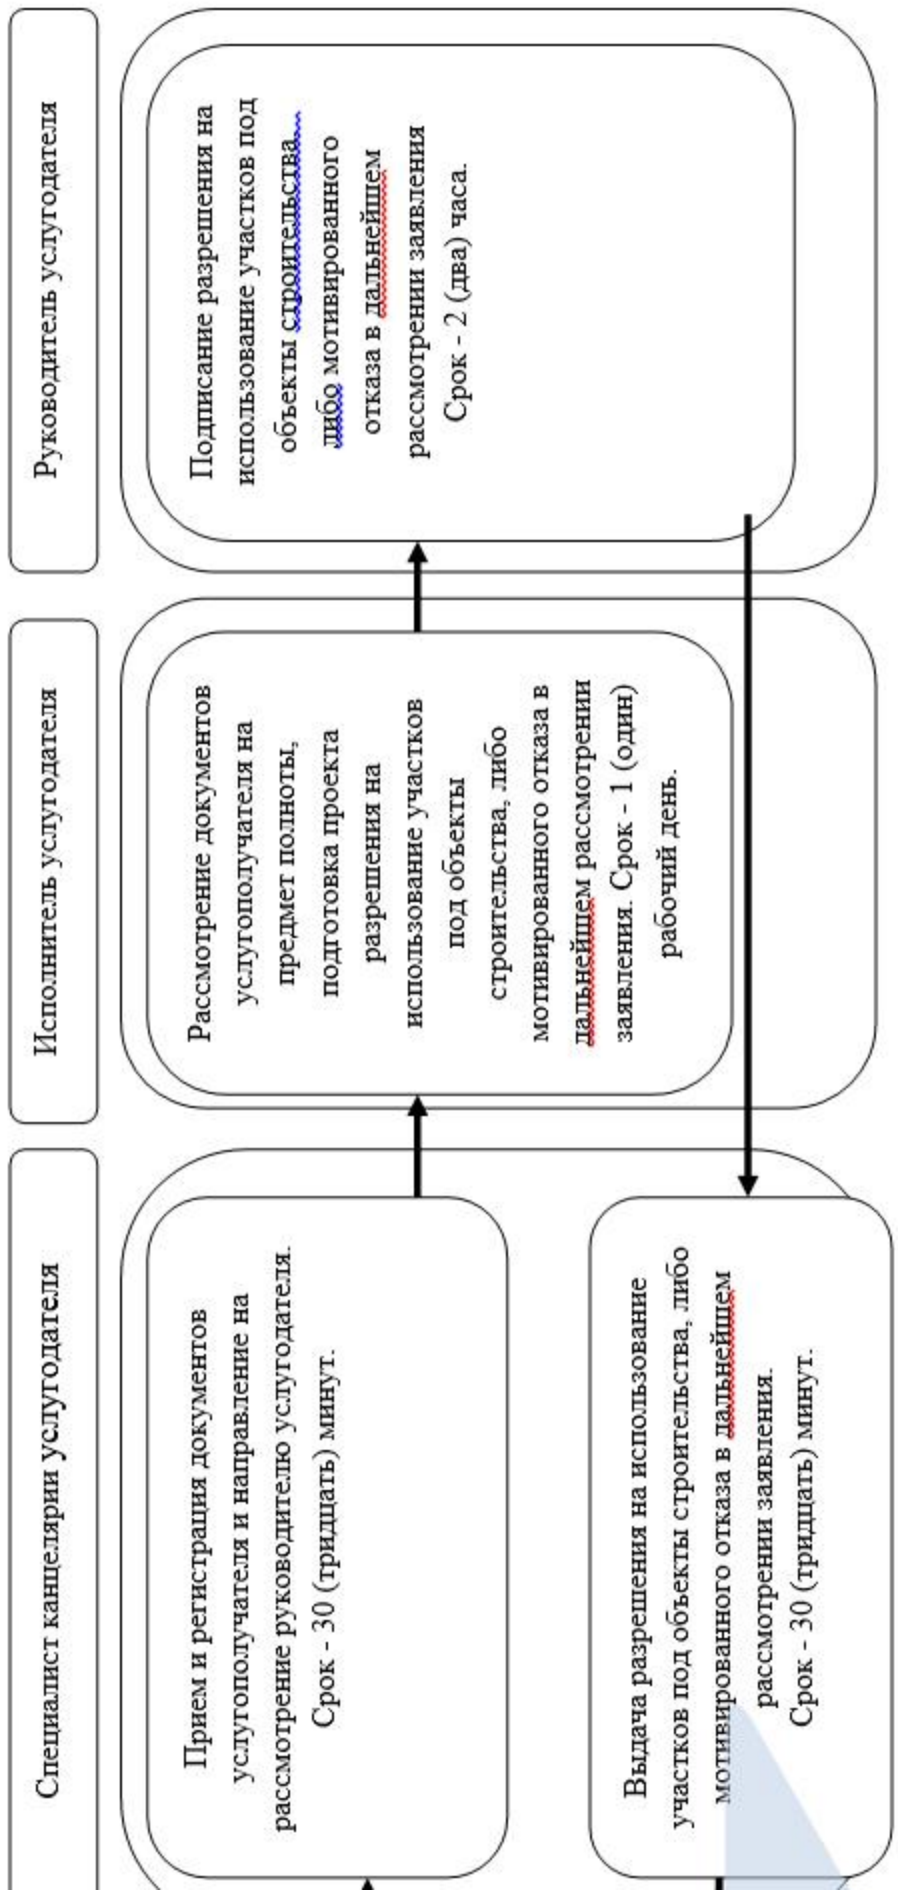 Специалист канцелярии услугодателя
Исполнитель услугодателя
Руководитель услугодателя
Прием и регистрация документов
услугополучателя и направление на
рассмотрение руководителю услугодателя.
Срок - 30 (тридцать) минут.
Рассмотрение документов
услугополучателя на
предмет полноты,
подготовка проекта
разрешения на
использование участков
под объекты
строительства, либо
мотивированного отказа в
дальнейшем рассмотрении
заявления. Срок - 1 (один)
рабочий день.
Подписание разрешения на
использование участков под
объекты строительства
либо мотивированного
отказа в дальнейшем
рассмотрении заявления
Срок - 2 (два) часа.
Выдача разрешения на использование
участков под объекты строительства, либо
мотивированного отказа в дальнейшем
рассмотрении заявления.
Срок - 30 (тридцать) минут.